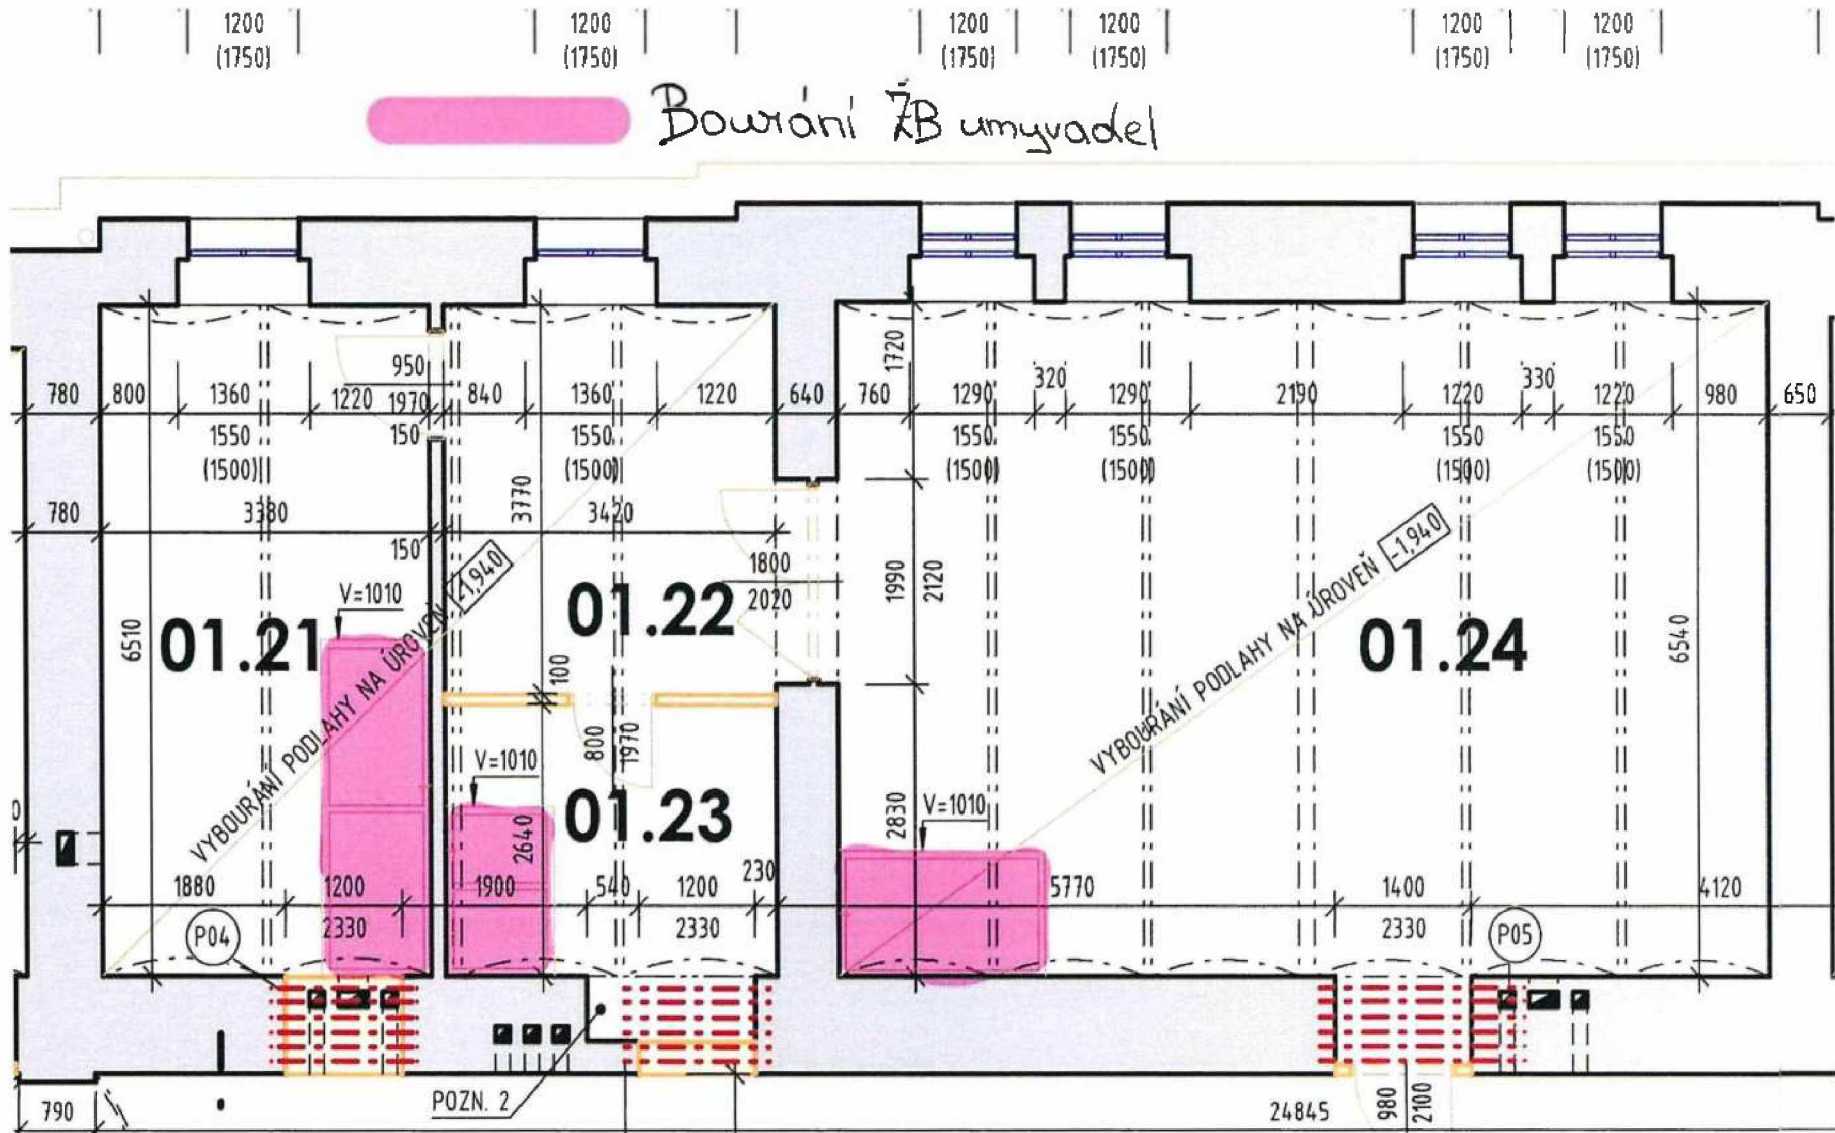 1200 1200 1200 1200 1200 1200
(1750) (1750) (1750) (1750) (1750) (1750)
Bourání ŽB umyvadel
950
320 330
780 800 1360 1220 1970 840 1360 1220 640 760 1290 1290 2190 1220 1220 980 650
1720
1550 150 1550 1550 1550 1550 1550
(1500) (1500) (1500) (1500) (1500) (1500)
780 3380 3770 3420
150
1800
2020
1990
2120
V=1010
01.21
01.22
01.24
6510
6540
VYBOURÁNÍ PODLAHY NA ÚROVEŇ -1,940
VYBOURÁNÍ PODLAHY NA ÚROVEŇ -1,940
100
800
1970
V=1010
01.23
2640
2830
V=1010
1880 1200 1900 540 1200 230 5770 1400 4120
2330 2330 2330
P04
P05
790
POZN. 2
24845
980
2100